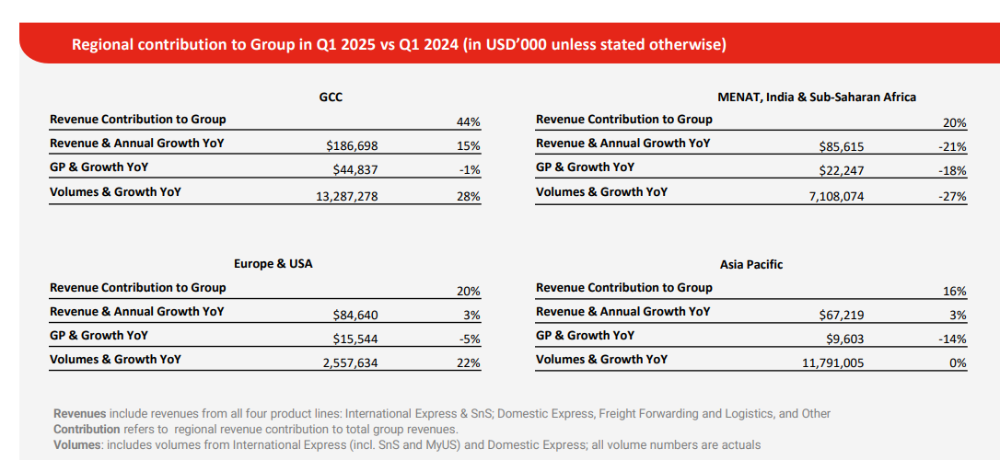 Regional contribution to Group in Q1 2025 vs Q1 2024 (in USD’000 unless stated otherwise)
GCC
Revenue Contribution to Group 44%
Revenue & Annual Growth YoY $186,698 15%
GP & Growth YoY $44,837 -1%
Volumes & Growth YoY 13,287,278 28%
MENAT, India & Sub-Saharan Africa
Revenue Contribution to Group 20%
Revenue & Annual Growth YoY $85,615 -21%
GP & Growth YoY $22,247 -18%
Volumes & Growth YoY 7,108,074 -27%
Europe & USA
Revenue Contribution to Group 20%
Revenue & Annual Growth YoY $84,640 3%
GP & Growth YoY $15,544 -5%
Volumes & Growth YoY 2,557,634 22%
Asia Pacific
Revenue Contribution to Group 16%
Revenue & Annual Growth YoY $67,219 3%
GP & Growth YoY $9,603 -14%
Volumes & Growth YoY 11,791,005 0%
Revenues include revenues from all four product lines: International Express & SnS; Domestic Express, Freight Forwarding and Logistics, and Other
Contribution refers to regional revenue contribution to total group revenues.
Volumes: includes volumes from International Express (incl. SnS and MyUS) and Domestic Express; all volume numbers are actuals